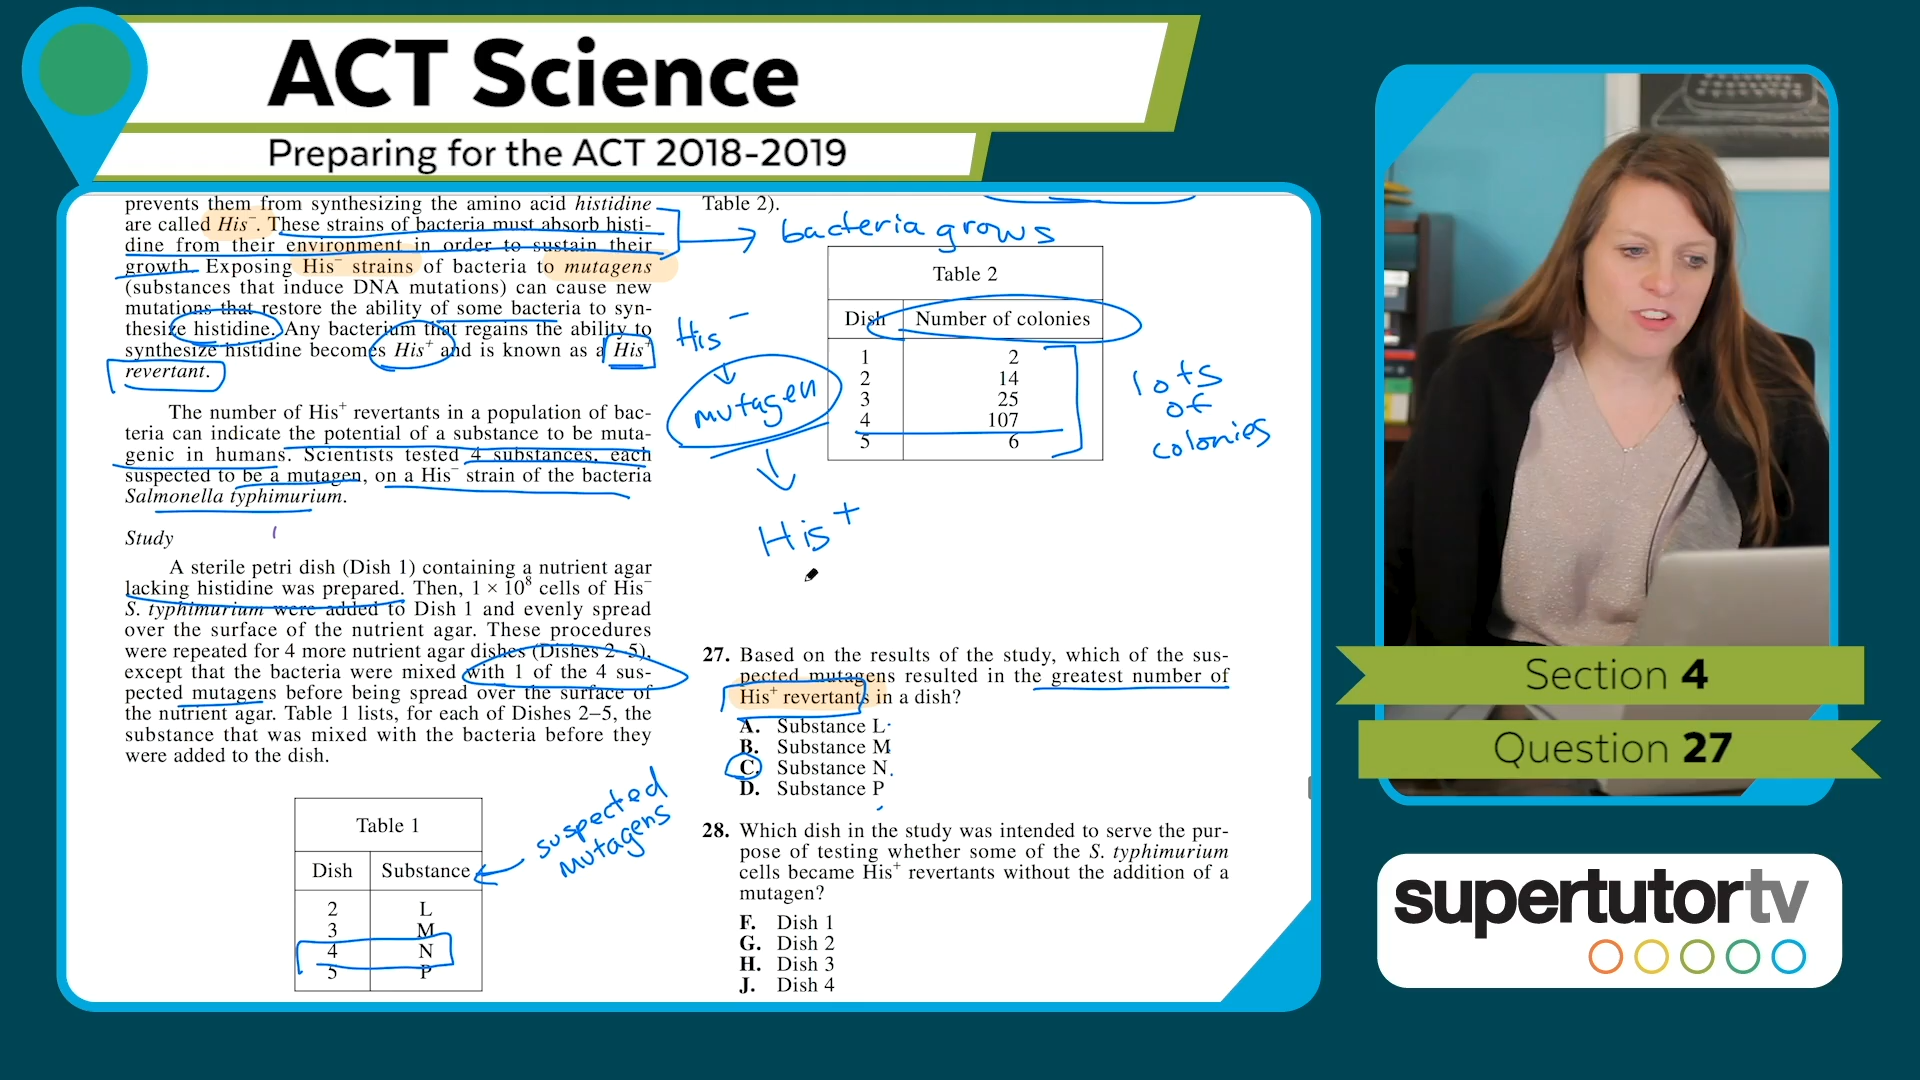 ACT Science
Preparing for the ACT 2018-2019
prevents them from synthesizing the amino acid histidine
are called His⁻. These strains of bacteria must absorb histi-
dine from their environment in order to sustain their
growth. Exposing His⁻ strains of bacteria to mutagens
(substances that induce DNA mutations) can cause new
mutations that restore the ability of some bacteria to syn-
thesize histidine. Any bacterium that regains the ability to
synthesize histidine becomes His⁺ and is known as a His⁺
revertant.
The number of His⁺ revertants in a population of bac-
teria can indicate the potential of a substance to be muta-
genic in humans. Scientists tested 4 substances, each
suspected to be a mutagen, on a His⁻ strain of the bacteria
Salmonella typhimurium.
Study
A sterile petri dish (Dish 1) containing a nutrient agar
lacking histidine was prepared. Then, 1 × 10⁸ cells of His⁻
S. typhimurium were added to Dish 1 and evenly spread
over the surface of the nutrient agar. These procedures
were repeated for 4 more nutrient agar dishes (Dishes 2–5),
except that the bacteria were mixed with 1 of the 4 sus-
pected mutagens before being spread over the surface of
the nutrient agar. Table 1 lists, for each of Dishes 2–5, the
substance that was mixed with the bacteria before they
were added to the dish.
Table 1
Dish Substance
2 L
3 M
4 N
5 P
suspected
mutagens
Table 2).
bacteria grows
Table 2
Dish Number of colonies
1 2
2 14
3 25
4 107
5 6
His⁻
mutagen
His⁺
lots
of
colonies
27. Based on the results of the study, which of the sus-
pected mutagens resulted in the greatest number of
His⁺ revertants in a dish?
A. Substance L
B. Substance M
C. Substance N
D. Substance P
28. Which dish in the study was intended to serve the pur-
pose of testing whether some of the S. typhimurium
cells became His⁺ revertants without the addition of a
mutagen?
F. Dish 1
G. Dish 2
H. Dish 3
J. Dish 4
Section 4
Question 27
supertutortv